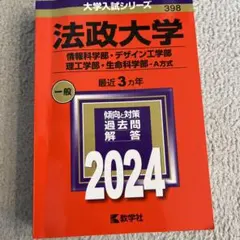 大学入試シリーズ
398
法政大学
情報科学部・デザイン工学部
理工学部・生命科学部-A方式
最近3ヵ年
一般
傾向と対策
過去問
解答
2024
教学社